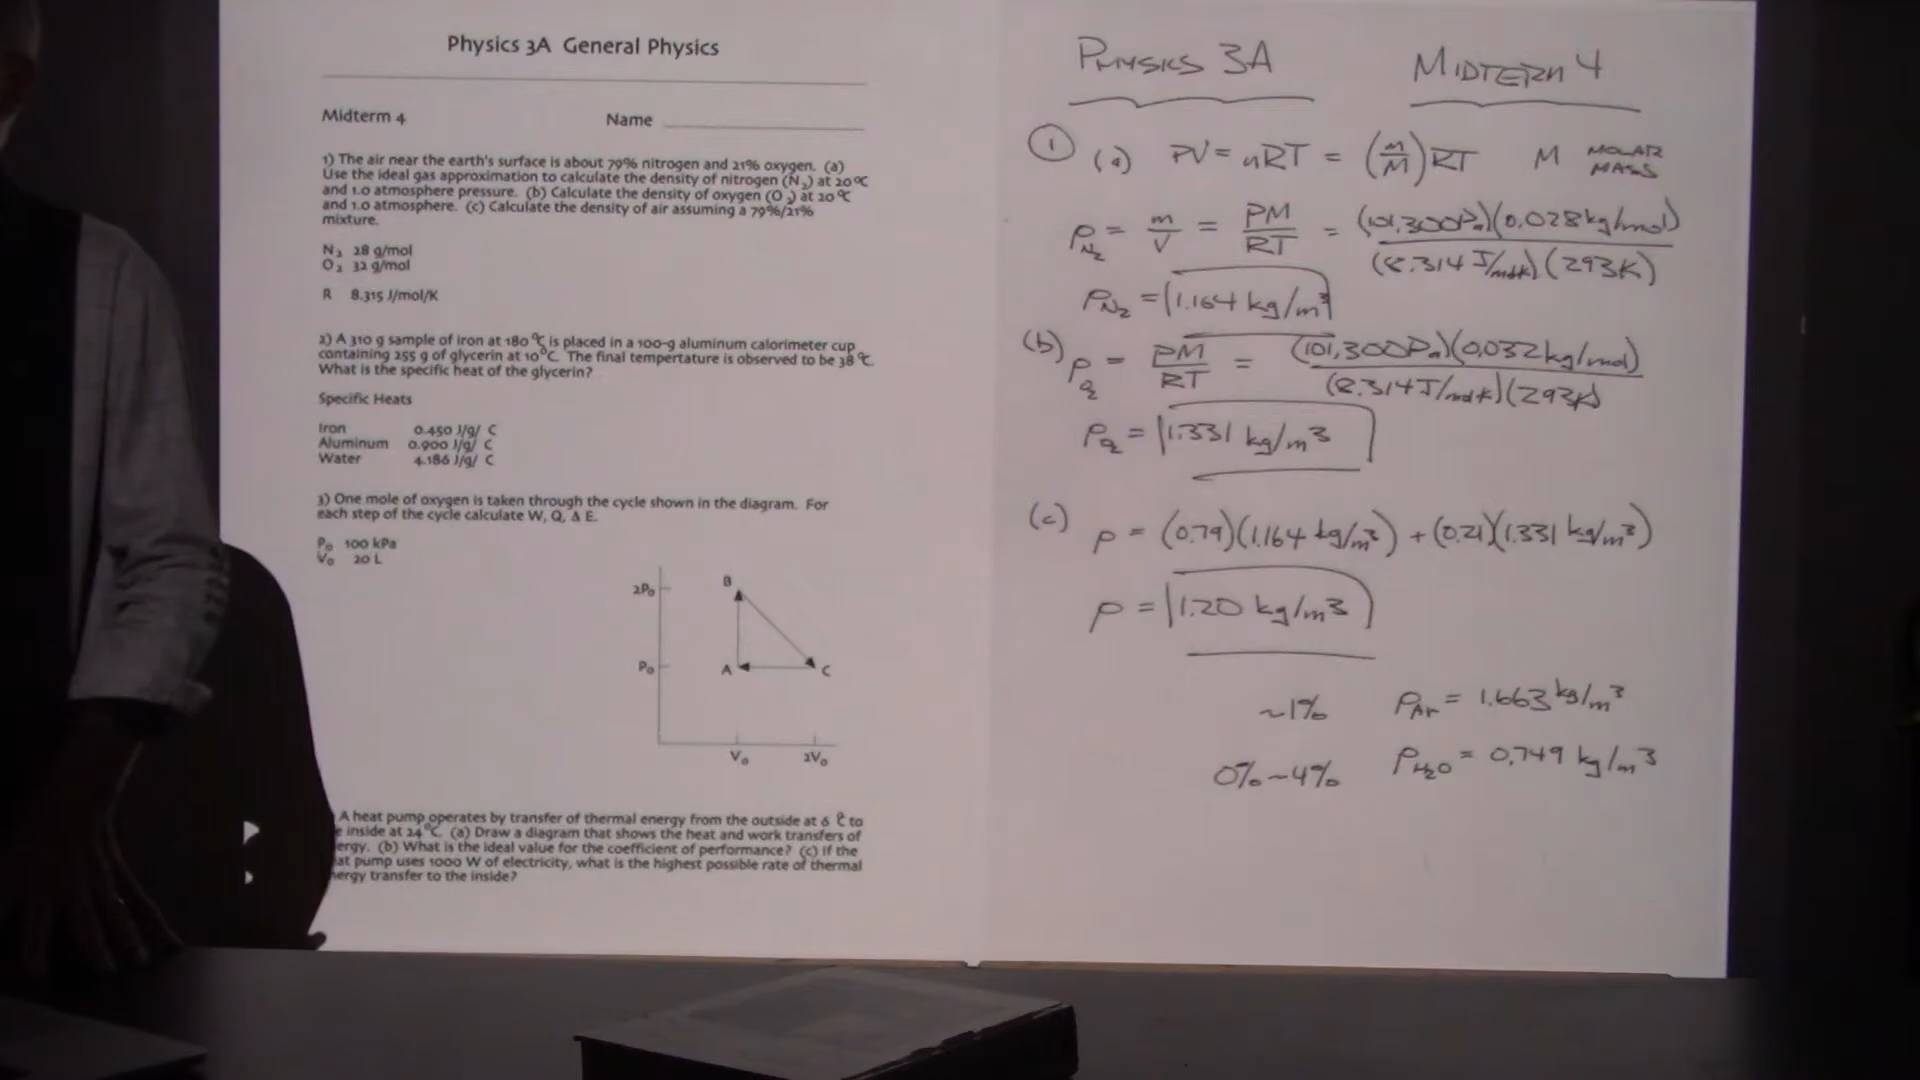 Physics 3A General Physics
Midterm 4 Name
1) The air near the earth's surface is about 79% nitrogen and 21% oxygen. (a)
Use the ideal gas approximation to calculate the density of nitrogen (N₂) at 20 °C
and 1.0 atmosphere pressure. (b) Calculate the density of oxygen (O₂) at 20 °C
and 1.0 atmosphere. (c) Calculate the density of air assuming a 79%/21%
mixture.
N₂ 28 g/mol
O₂ 32 g/mol
R 8.315 J/mol/K
2) A 310 g sample of iron at 180 °C is placed in a 100-g aluminum calorimeter cup
containing 255 g of glycerin at 10°C. The final tempertature is observed to be 38 °C.
What is the specific heat of the glycerin?
Specific Heats
Iron 0.450 J/g/ C
Aluminum 0.900 J/g/ C
Water 4.186 J/g/ C
3) One mole of oxygen is taken through the cycle shown in the diagram. For
each step of the cycle calculate W, Q, Δ E.
P₀ 100 kPa
V₀ 20 L
2P₀ B
P₀ A C
V₀ 2V₀
A heat pump operates by transfer of thermal energy from the outside at 6 °C to
e inside at 24°C. (a) Draw a diagram that shows the heat and work transfers of
ergy. (b) What is the ideal value for the coefficient of performance? (c) If the
at pump uses 1000 W of electricity, what is the highest possible rate of thermal
ergy transfer to the inside?
PHYSICS 3A MIDTERM 4
① (a) PV = nRT = (m/M)RT M MOLAR MASS
ρN₂ = m/V = PM/RT = (101,300Pa)(0.028kg/mol)/(8.314 J/molK)(293K)
ρN₂ = 1.164 kg/m³
(b) ρO₂ = PM/RT = (101,300Pa)(0.032kg/mol)/(8.314J/molK)(293K)
ρO₂ = 1.331 kg/m³
(c) ρ = (0.79)(1.164 kg/m³) + (0.21)(1.331 kg/m³)
ρ = 1.20 kg/m³
~1% ρAr = 1.663 kg/m³
0%~4% ρH₂O = 0.749 kg/m³